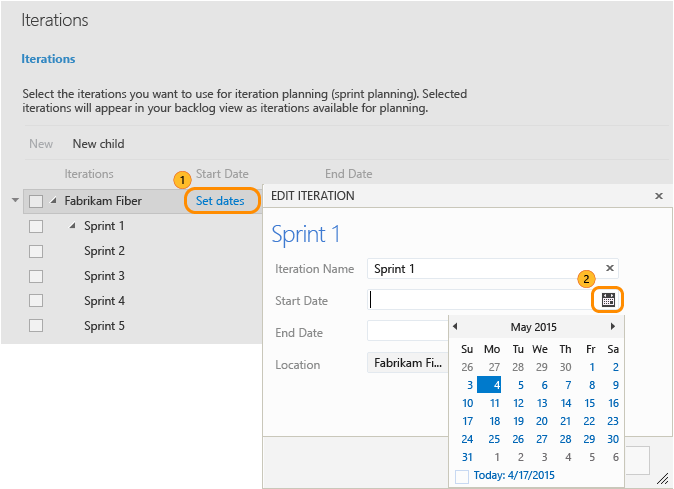 Iterations
Iterations
Select the iterations you want to use for iteration planning (sprint planning). Selected
iterations will appear in your backlog view as iterations available for planning.
New New child
Iterations Start Date End Date
1
Fabrikam Fiber Set dates
Sprint 1
Sprint 2
Sprint 3
Sprint 4
Sprint 5
EDIT ITERATION
Sprint 1
Iteration Name Sprint 1
2
Start Date
End Date
Location Fabrikam Fi...
May 2015
Su Mo Tu We Th Fr Sa
26 27 28 29 30 1 2
3 4 5 6 7 8 9
10 11 12 13 14 15 16
17 18 19 20 21 22 23
24 25 26 27 28 29 30
31 1 2 3 4 5 6
Today: 4/17/2015